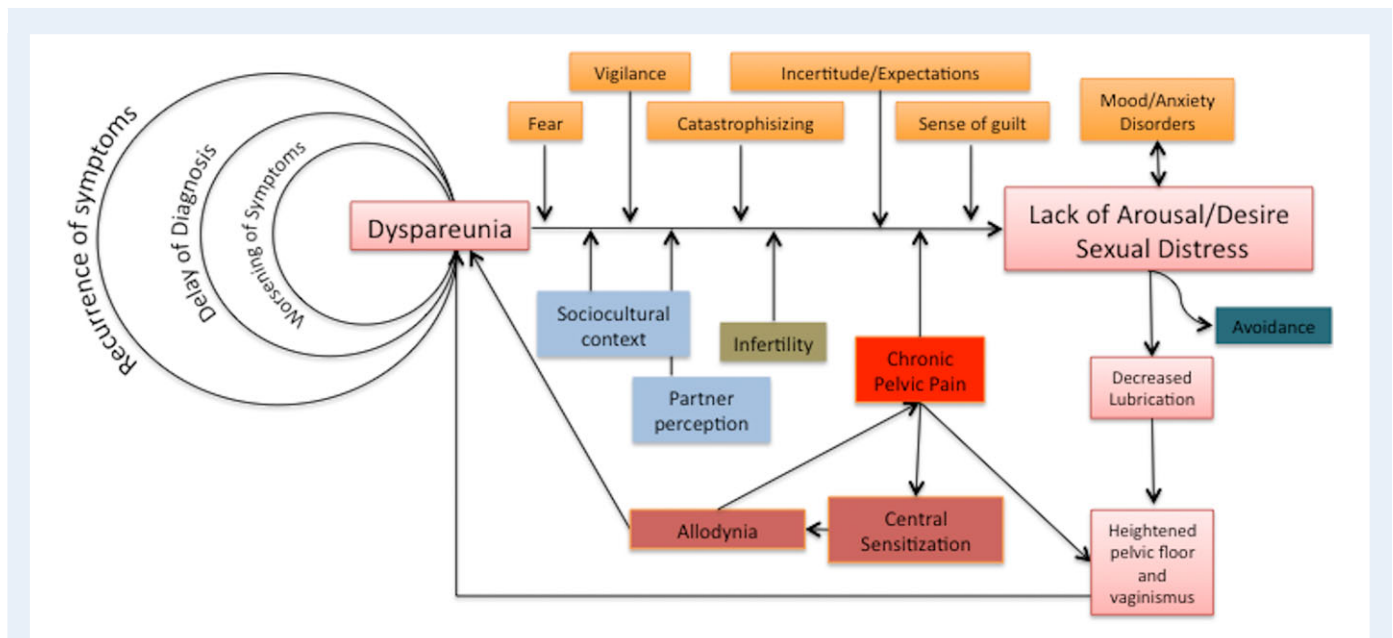 Vigilance
Incertitude/Expectations
Fear
Catastrophisizing
Sense of guilt
Mood/Anxiety
Disorders
Recurrence of symptoms
Delay of Diagnosis
Worsening of Symptoms
Dyspareunia
Lack of Arousal/Desire
Sexual Distress
Sociocultural
context
Infertility
Avoidance
Chronic
Pelvic Pain
Partner
perception
Decreased
Lubrication
Allodynia
Central
Sensitization
Heightened
pelvic floor
and
vaginismus